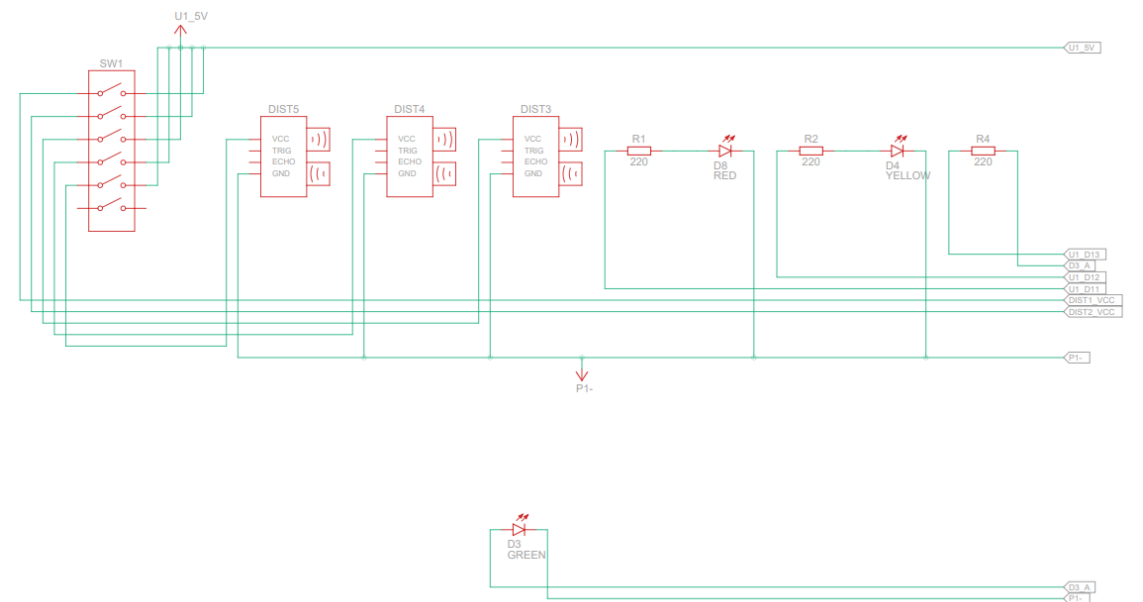 U1_5V
U1_5V
SW1
DIST5
DIST4
DIST3
VCC
TRIG
ECHO
GND
VCC
TRIG
ECHO
GND
VCC
TRIG
ECHO
GND
R1
220
D8
RED
R2
220
D4
YELLOW
R4
220
U1_D13
D3_A
U1_D12
U1_D11
DIST1_VCC
DIST2_VCC
P1-
P1-
D3
GREEN
D3_A
P1-